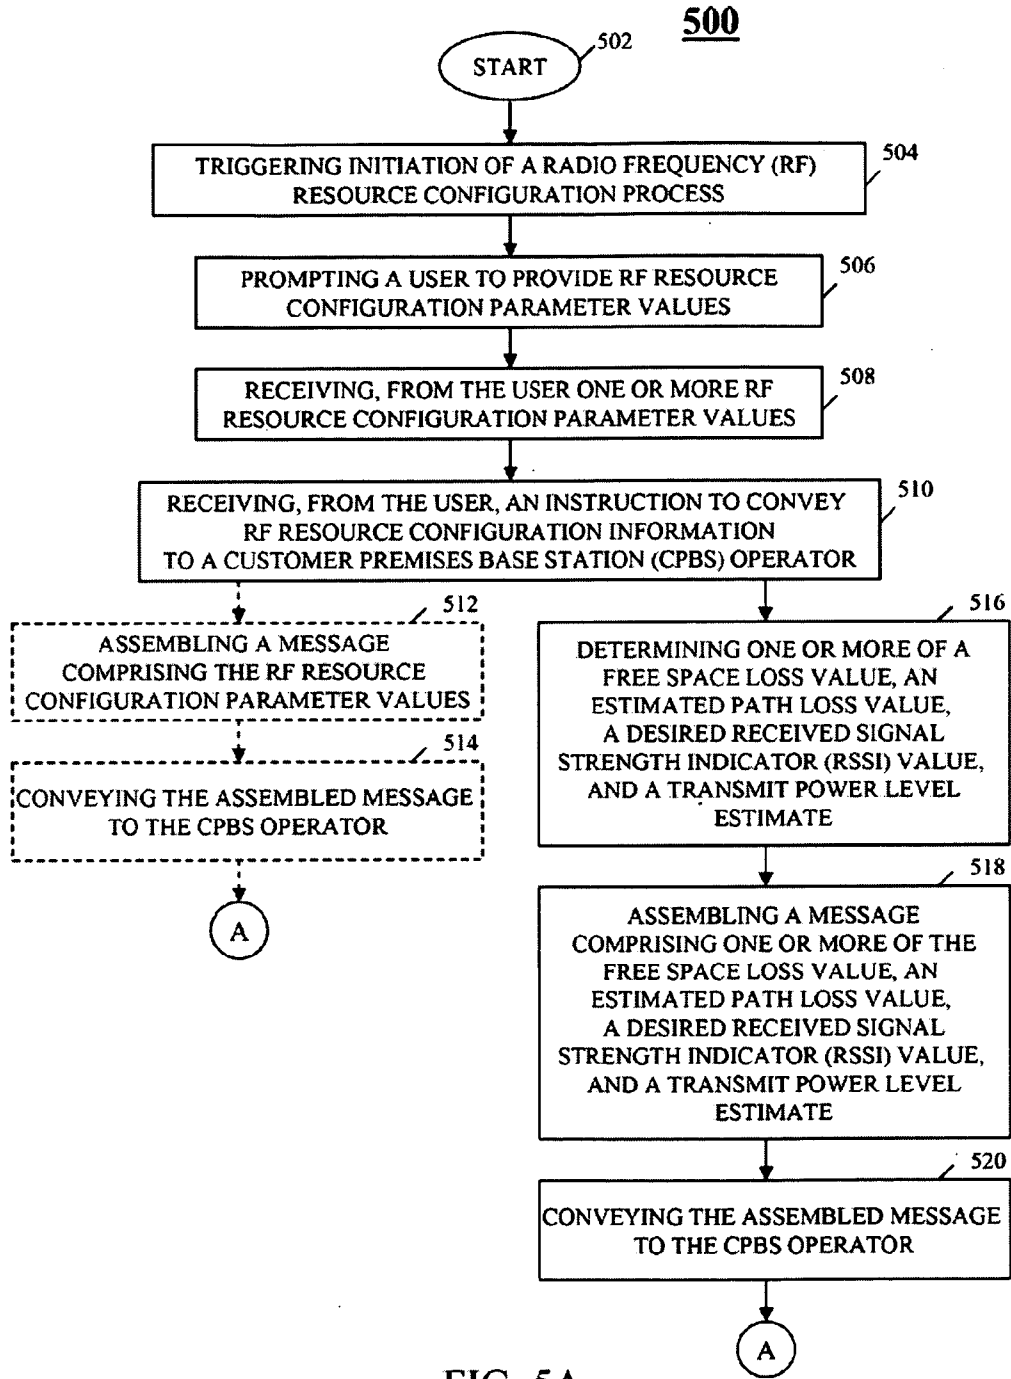 500
502
START
504
TRIGGERING INITIATION OF A RADIO FREQUENCY (RF)
RESOURCE CONFIGURATION PROCESS
506
PROMPTING A USER TO PROVIDE RF RESOURCE
CONFIGURATION PARAMETER VALUES
508
RECEIVING, FROM THE USER ONE OR MORE RF
RESOURCE CONFIGURATION PARAMETER VALUES
510
RECEIVING, FROM THE USER, AN INSTRUCTION TO CONVEY
RF RESOURCE CONFIGURATION INFORMATION
TO A CUSTOMER PREMISES BASE STATION (CPBS) OPERATOR
512
ASSEMBLING A MESSAGE
COMPRISING THE RF RESOURCE
CONFIGURATION PARAMETER VALUES
514
CONVEYING THE ASSEMBLED MESSAGE
TO THE CPBS OPERATOR
A
516
DETERMINING ONE OR MORE OF A
FREE SPACE LOSS VALUE, AN
ESTIMATED PATH LOSS VALUE,
A DESIRED RECEIVED SIGNAL
STRENGTH INDICATOR (RSSI) VALUE,
AND A TRANSMIT POWER LEVEL
ESTIMATE
518
ASSEMBLING A MESSAGE
COMPRISING ONE OR MORE OF THE
FREE SPACE LOSS VALUE, AN
ESTIMATED PATH LOSS VALUE,
A DESIRED RECEIVED SIGNAL
STRENGTH INDICATOR (RSSI) VALUE,
AND A TRANSMIT POWER LEVEL
ESTIMATE
520
CONVEYING THE ASSEMBLED MESSAGE
TO THE CPBS OPERATOR
A
FIG. 5A